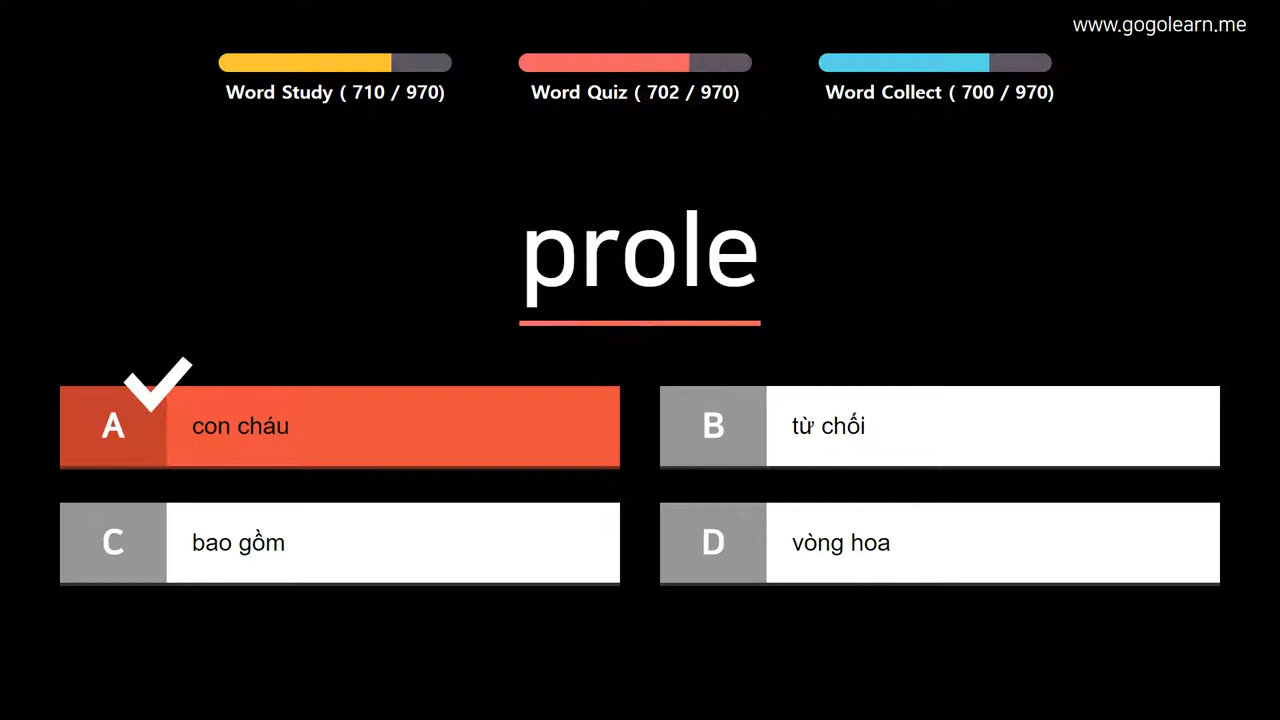 www.gogolearn.me
Word Study ( 710 / 970)
Word Quiz ( 702 / 970)
Word Collect ( 700 / 970)
prole
A con cháu
B từ chối
C bao gồm
D vòng hoa